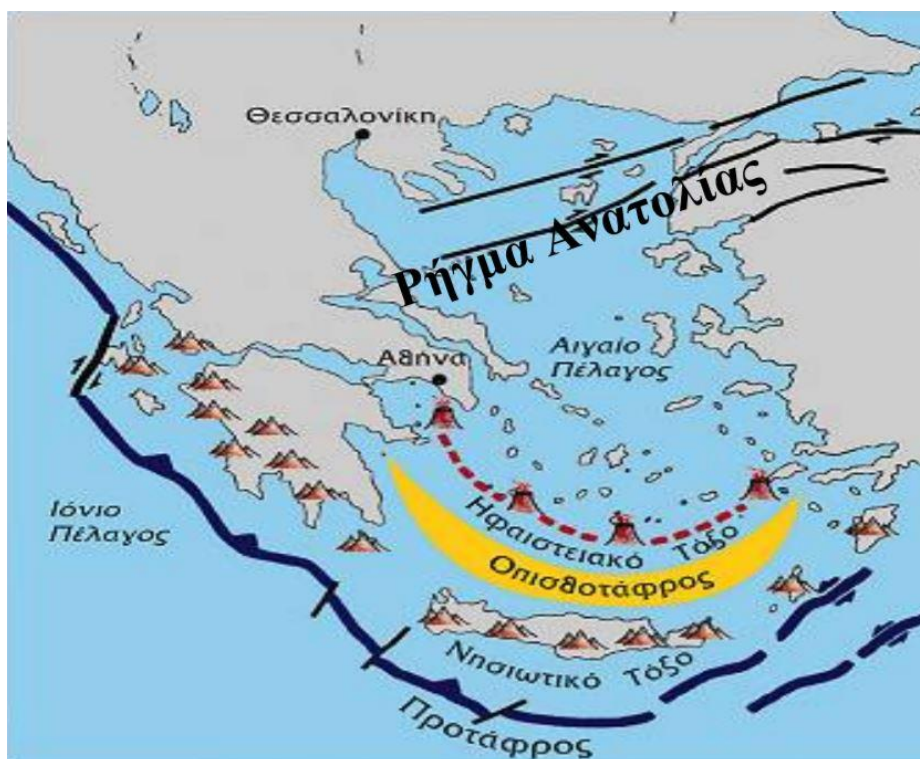 Θεσσαλονίκη
Ρήγμα Ανατολίας
Αιγαίο
Πέλαγος
Αθήνα
Ιόνιο
Πέλαγος
Ηφαιστειακό Τόξο
Οπισθοτάφρος
Νησιωτικό Τόξο
Προτάφρος